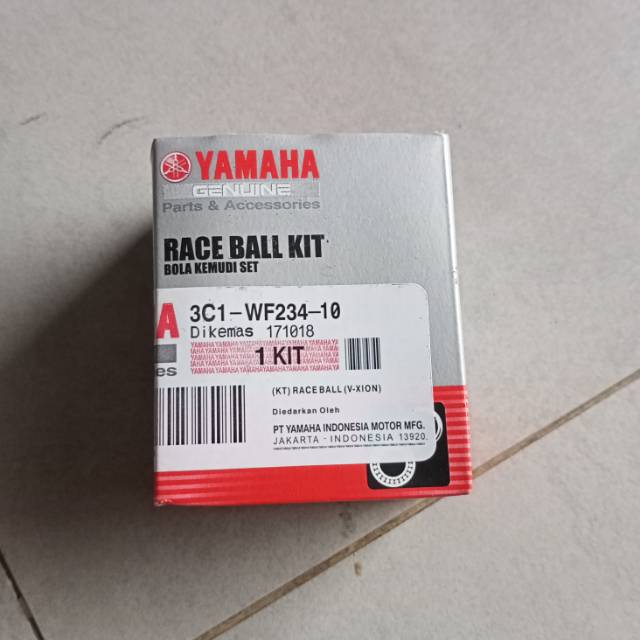 YAMAHA
GENUINE
Parts & Accessories
RACE BALL KIT
BOLA KEMUDI SET
A 3C1-WF234-10
Dikemas 171018
1 KIT
es
(KT) RACE BALL (V-XION)
Diedarkan Oleh
PT YAMAHA INDONESIA MOTOR MFG.
JAKARTA - INDONESIA 13920.